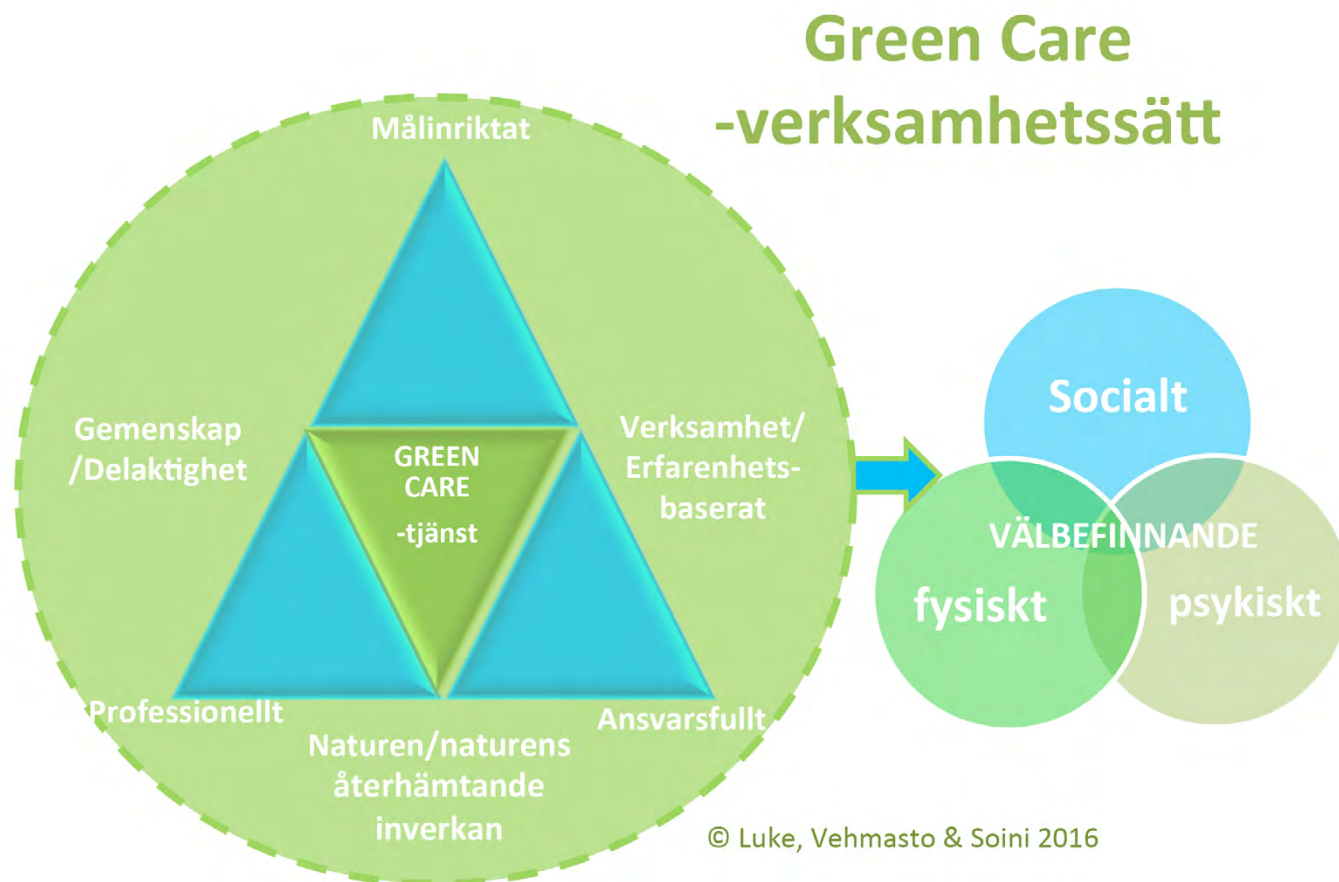 Green Care
-verksamhetssätt
Målinriktat
Gemenskap
/Delaktighet
GREEN
CARE
-tjänst
Verksamhet/
Erfarenhets-
baserat
Professionellt
Ansvarsfullt
Naturen/naturens
återhämtande
inverkan
Socialt
VÄLBEFINNANDE
fysiskt
psykiskt
© Luke, Vehmasto & Soini 2016